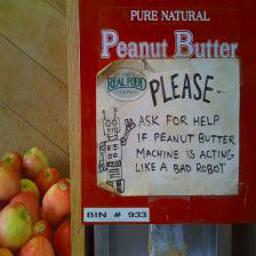 PURE NATURAL
Peanut Butter
REAL FOOD
PLEASE-
ASK FOR HELP
IF PEANUT BUTTER
MACHINE IS ACTING
LIKE A BAD ROBOT
BIN # 933